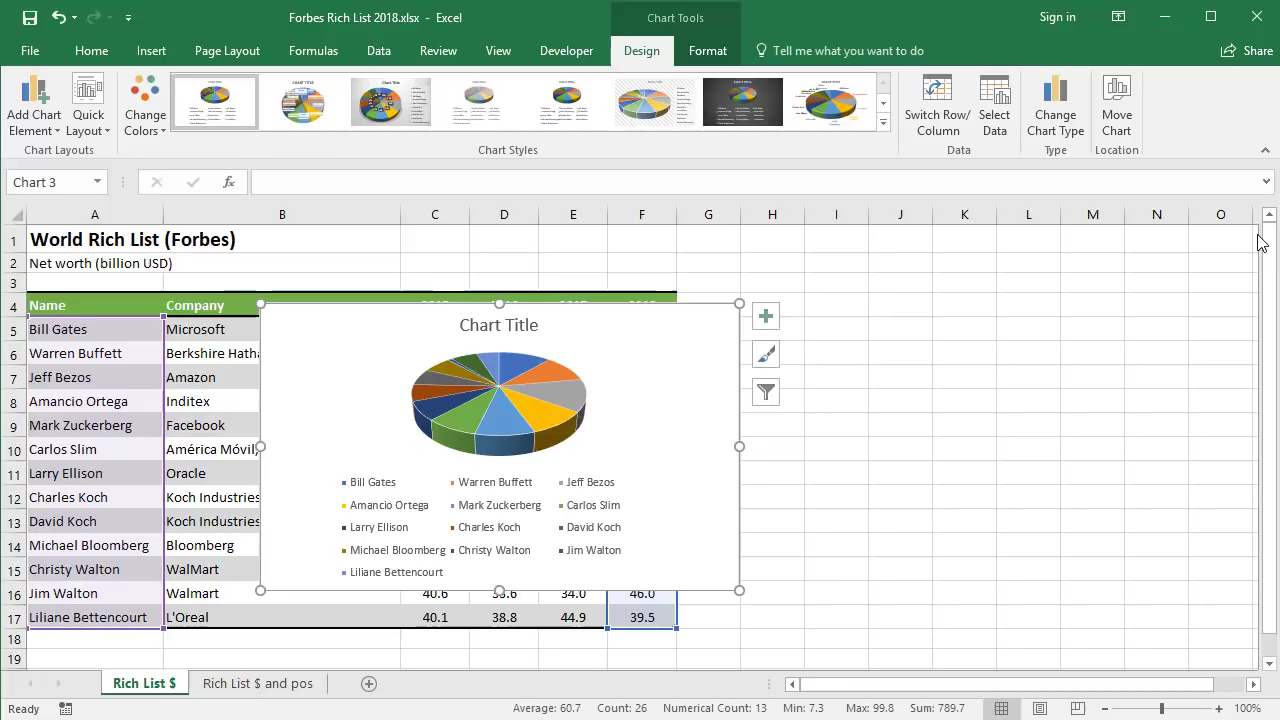 Forbes Rich List 2018.xlsx - Excel
Chart Tools
Sign in
File Home Insert Page Layout Formulas Data Review View Developer Design Format Tell me what you want to do Share
Add Chart Element
Quick Layout
Change Colors
Switch Row/ Column
Select Data
Change Chart Type
Move Chart
Chart Layouts Chart Styles Data Type Location
Chart 3 fx
A B C D E F G H I J K L M N O
1 World Rich List (Forbes)
2 Net worth (billion USD)
3
4 Name Company
5 Bill Gates Microsoft
6 Warren Buffett Berkshire Hath
7 Jeff Bezos Amazon
8 Amancio Ortega Inditex
9 Mark Zuckerberg Facebook
10 Carlos Slim América Móvil,
11 Larry Ellison Oracle
12 Charles Koch Koch Industries
13 David Koch Koch Industries
14 Michael Bloomberg Bloomberg
15 Christy Walton WalMart
16 Jim Walton Walmart 40.6 33.6 34.0 46.0
17 Liliane Bettencourt L'Oreal 40.1 38.8 44.9 39.5
18
19
Chart Title
Bill Gates Warren Buffett Jeff Bezos
Amancio Ortega Mark Zuckerberg Carlos Slim
Larry Ellison Charles Koch David Koch
Michael Bloomberg Christy Walton Jim Walton
Liliane Bettencourt
Rich List $ Rich List $ and pos
Ready Average: 60.7 Count: 26 Numerical Count: 13 Min: 7.3 Max: 99.8 Sum: 789.7 100%